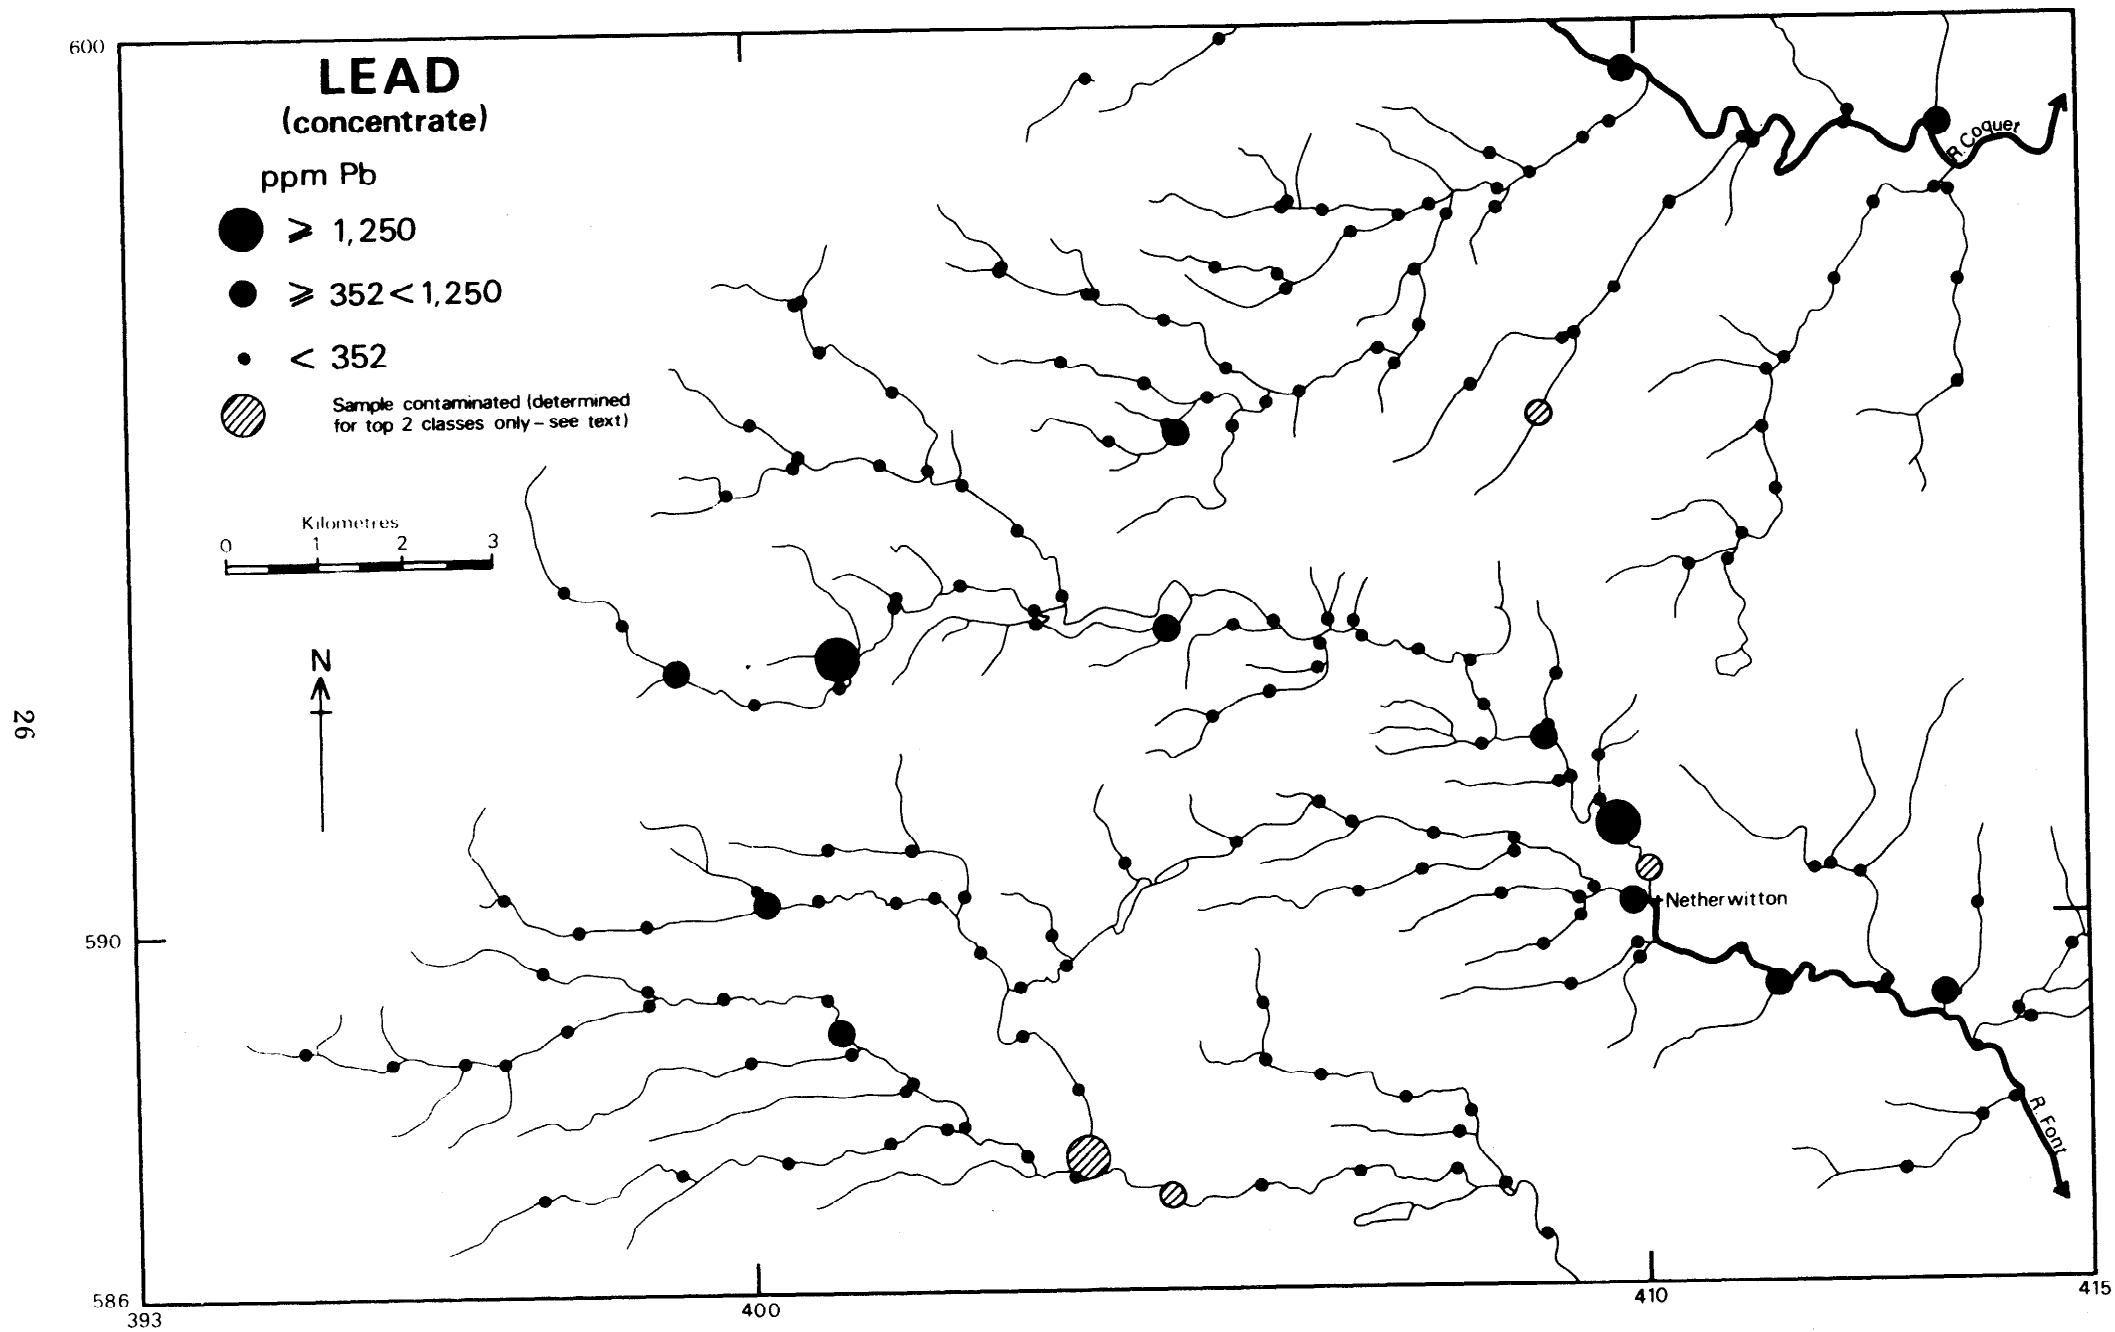 600
LEAD
(concentrate)
ppm Pb
⩾ 1,250
⩾ 352 < 1,250
< 352
Sample contaminated (determined
for top 2 classes only – see text)
Kilometres
0 1 2 3
N
R. Coquet
26
Netherwitton
590
R. Font
586
393
400
410
415